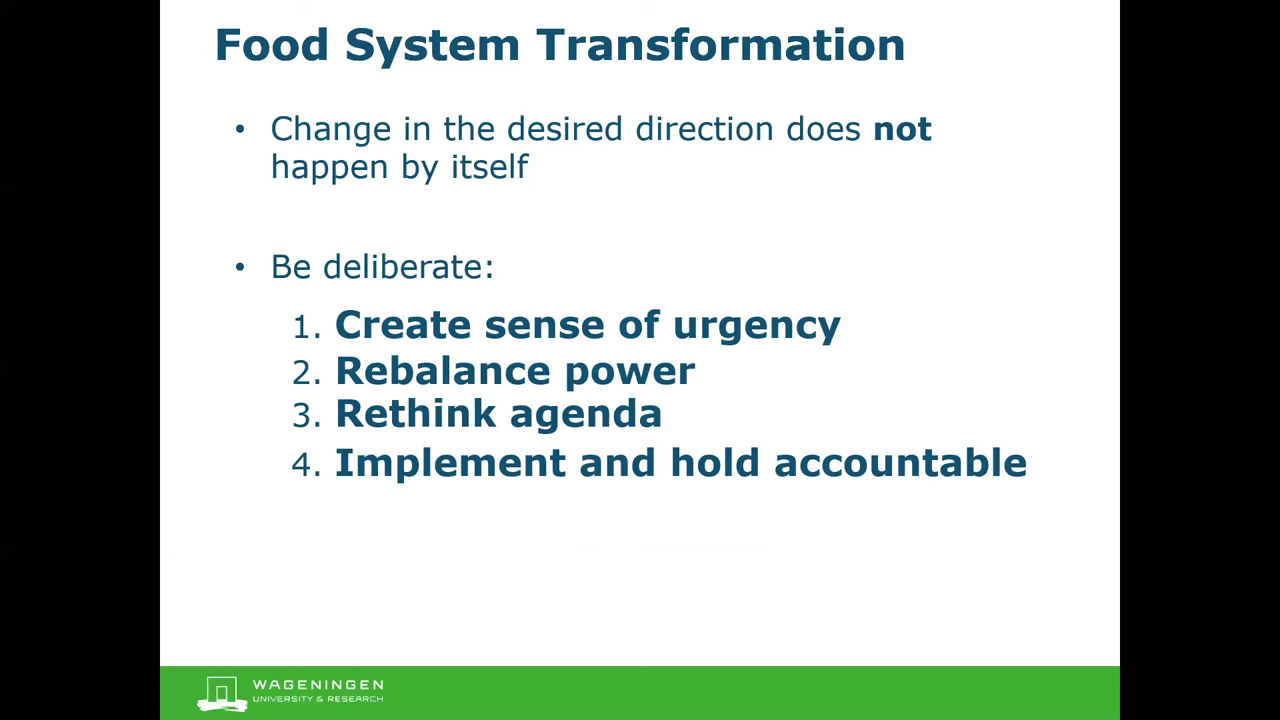 Food System Transformation
• Change in the desired direction does not
happen by itself
• Be deliberate:
1. Create sense of urgency
2. Rebalance power
3. Rethink agenda
4. Implement and hold accountable
WAGENINGEN
UNIVERSITY & RESEARCH